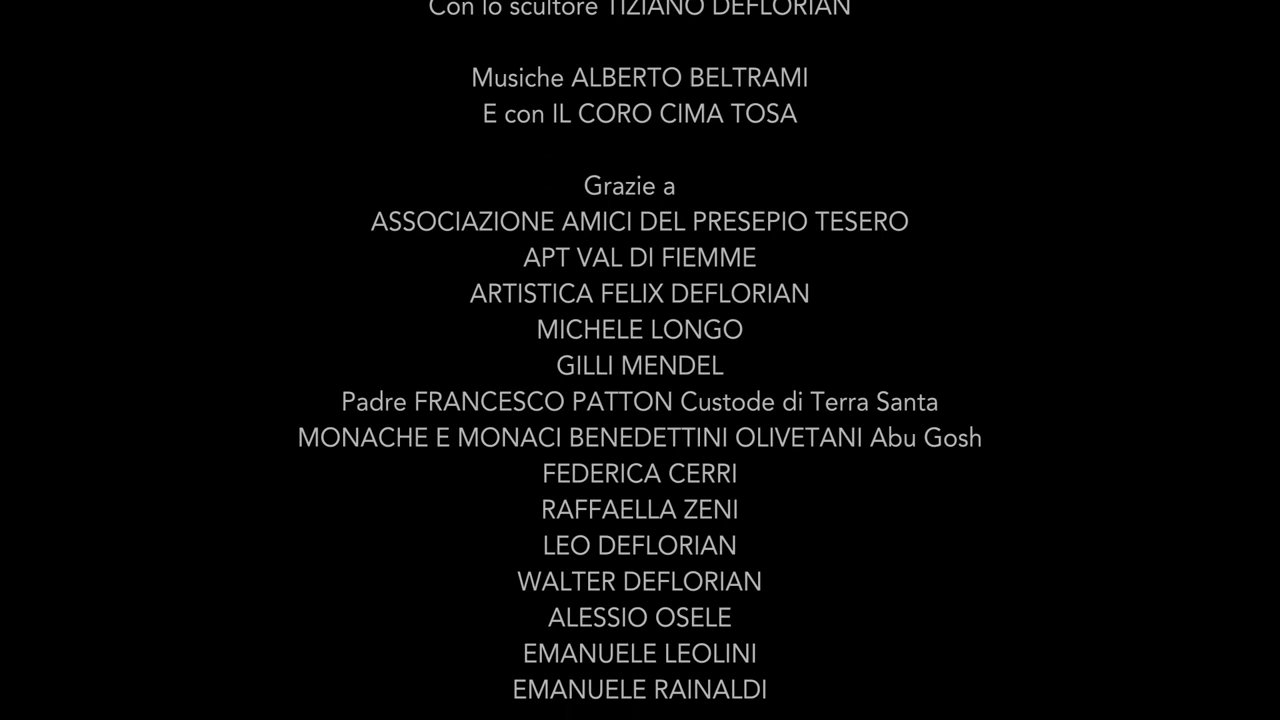 Con lo scultore TIZIANO DEFLORIAN
Musiche ALBERTO BELTRAMI
E con IL CORO CIMA TOSA
Grazie a
ASSOCIAZIONE AMICI DEL PRESEPIO TESERO
APT VAL DI FIEMME
ARTISTICA FELIX DEFLORIAN
MICHELE LONGO
GILLI MENDEL
Padre FRANCESCO PATTON Custode di Terra Santa
MONACHE E MONACI BENEDETTINI OLIVETANI Abu Gosh
FEDERICA CERRI
RAFFAELLA ZENI
LEO DEFLORIAN
WALTER DEFLORIAN
ALESSIO OSELE
EMANUELE LEOLINI
EMANUELE RAINALDI